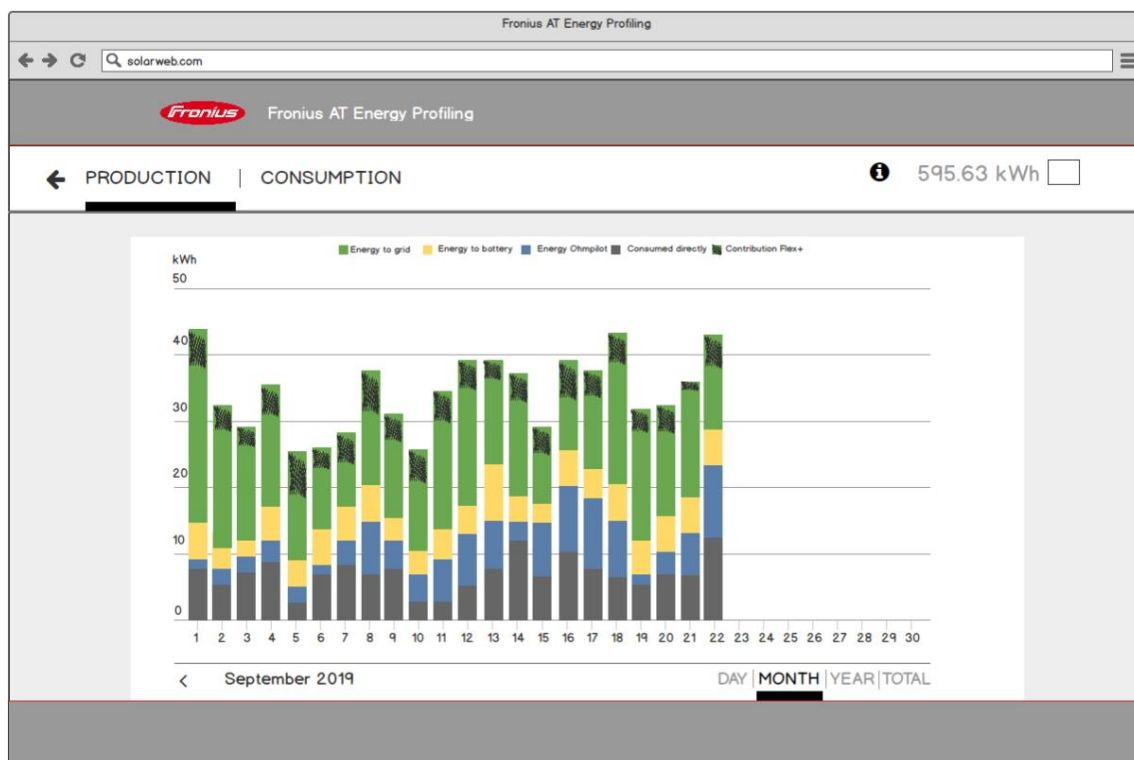 Fronius AT Energy Profiling
solarweb.com
Fronius Fronius AT Energy Profiling
PRODUCTION | CONSUMPTION
595.63 kWh
Energy to grid Energy to battery Energy Ohmpilot Consumed directly Contribution Flex+
kWh
50
40
30
20
10
0
1 2 3 4 5 6 7 8 9 10 11 12 13 14 15 16 17 18 19 20 21 22 23 24 25 26 27 28 29 30
< September 2019 DAY | MONTH | YEAR | TOTAL